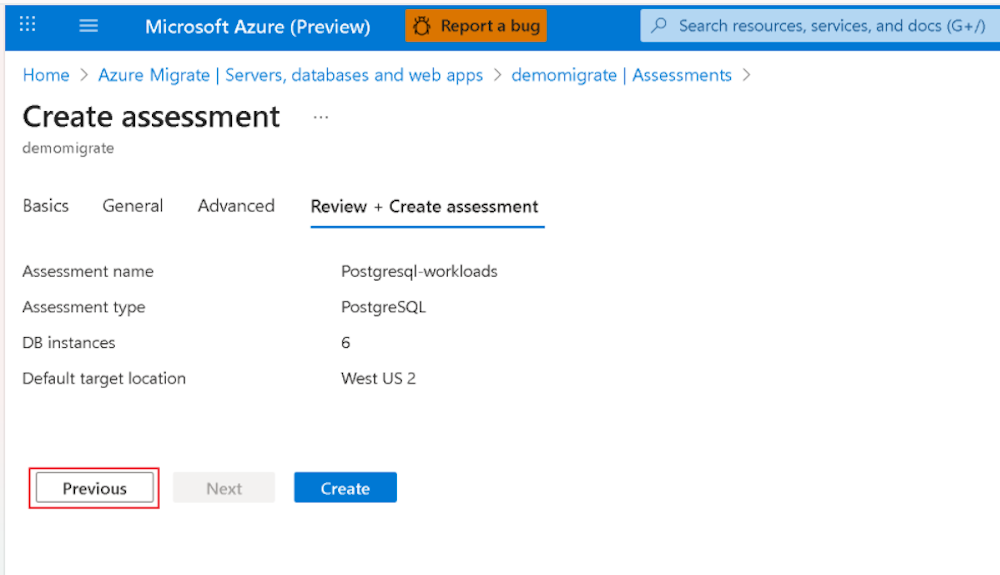 Microsoft Azure (Preview) Report a bug Search resources, services, and docs (G+/)
Home > Azure Migrate | Servers, databases and web apps > demomigrate | Assessments >
Create assessment ...
demomigrate
Basics General Advanced Review + Create assessment
Assessment name Postgresql-workloads
Assessment type PostgreSQL
DB instances 6
Default target location West US 2
Previous Next Create